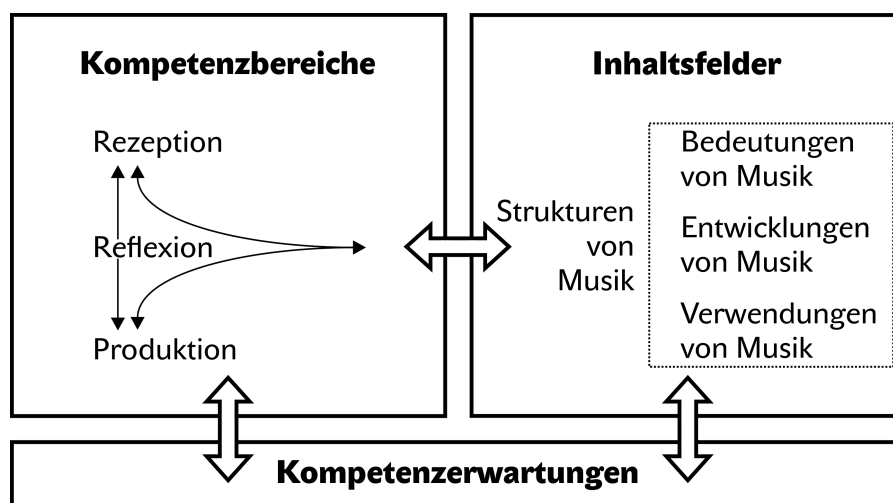 Kompetenzbereiche
Rezeption
Reflexion
Produktion
Inhaltsfelder
Strukturen
von
Musik
Bedeutungen
von Musik
Entwicklungen
von Musik
Verwendungen
von Musik
Kompetenzerwartungen